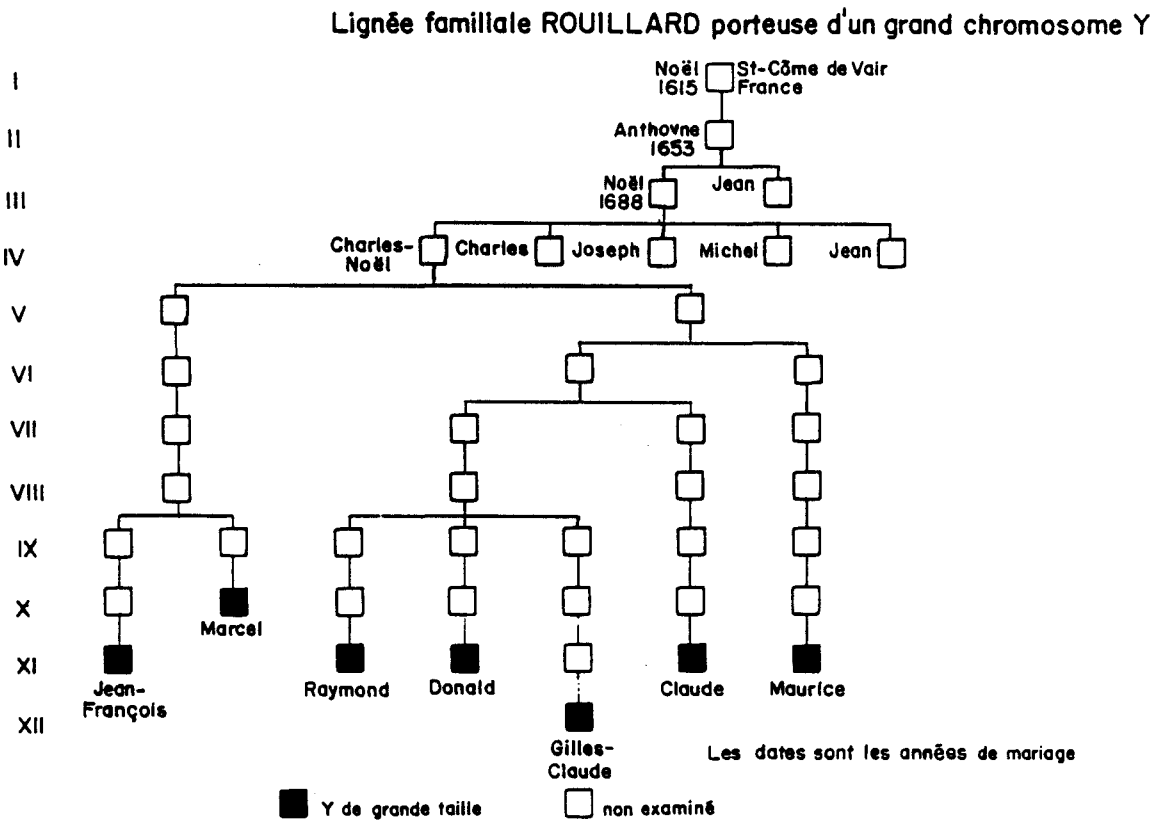 Lignée familiale ROUILLARD porteuse d'un grand chromosome Y
I
Noël
1615
St-Côme de Vair
France
II
Anthoyne
1653
III
Noël
1688
Jean
IV
Charles-
Noël
Charles
Joseph
Michel
Jean
V
VI
VII
VIII
IX
X
Marcel
XI
Jean-
François
Raymond
Donald
Claude
Maurice
XII
Gilles-
Claude
Les dates sont les années de mariage
Y de grande taille
non examiné